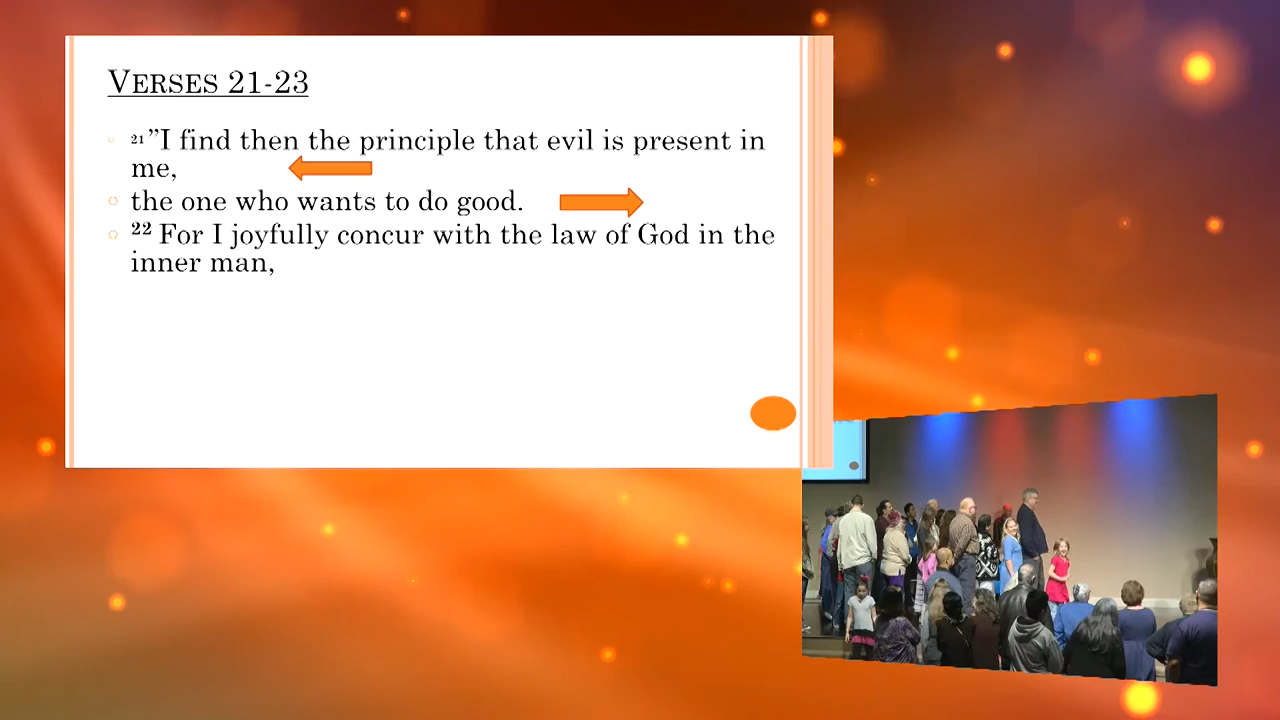 VERSES 21-23
21 ”I find then the principle that evil is present in
me,
the one who wants to do good.
22 For I joyfully concur with the law of God in the
inner man,